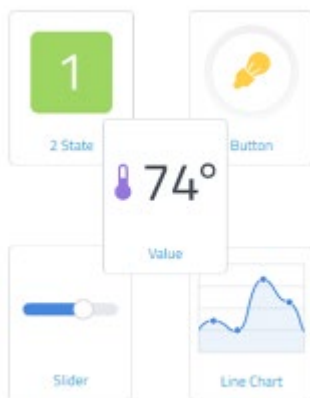 1
2 State
Button
74°
Value
Slider
Line Chart